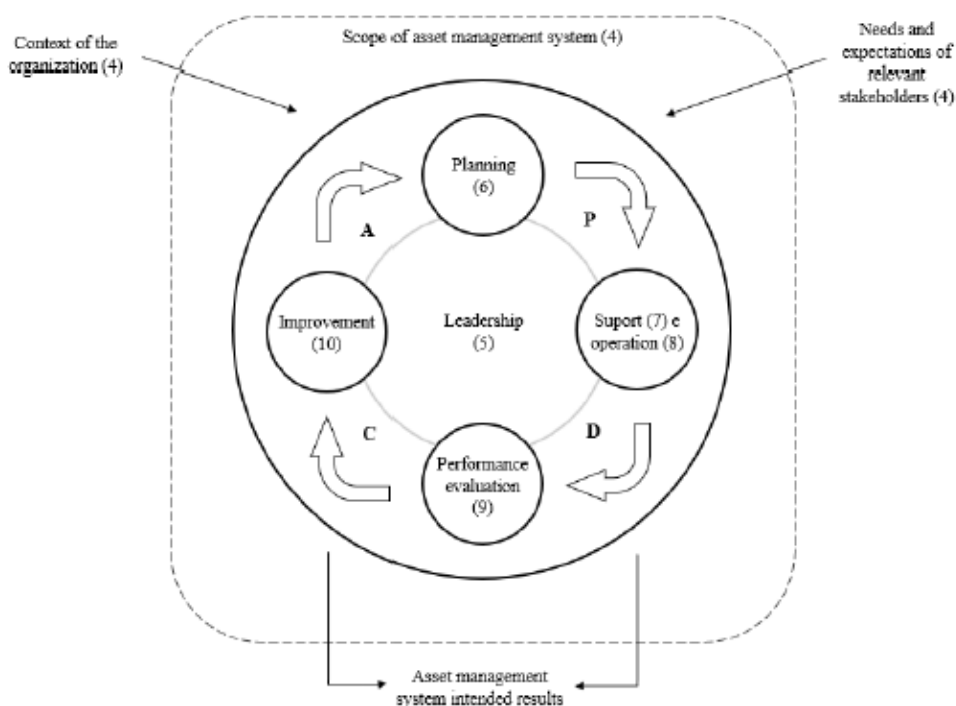 Scope of asset management system (4)
Context of the
organization (4)
Needs and
expectations of
relevant
stakeholders (4)
Planning
(6)
A
P
Improvement
(10)
Leadership
(5)
Suport (7) e
operation (8)
C
D
Performance
evaluation
(9)
Asset management
system intended results